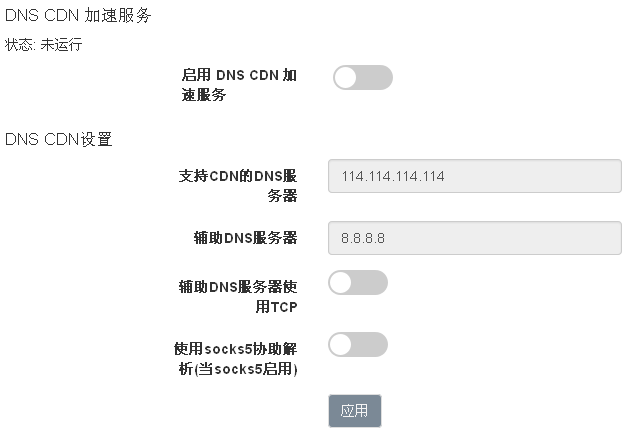 DNS CDN 加速服务
状态: 未运行
启用 DNS CDN 加
速服务
DNS CDN设置
支持CDN的DNS服
务器
114.114.114.114
辅助DNS服务器
8.8.8.8
辅助DNS服务器使
用TCP
使用socks5协助解
析(当socks5启用)
应用